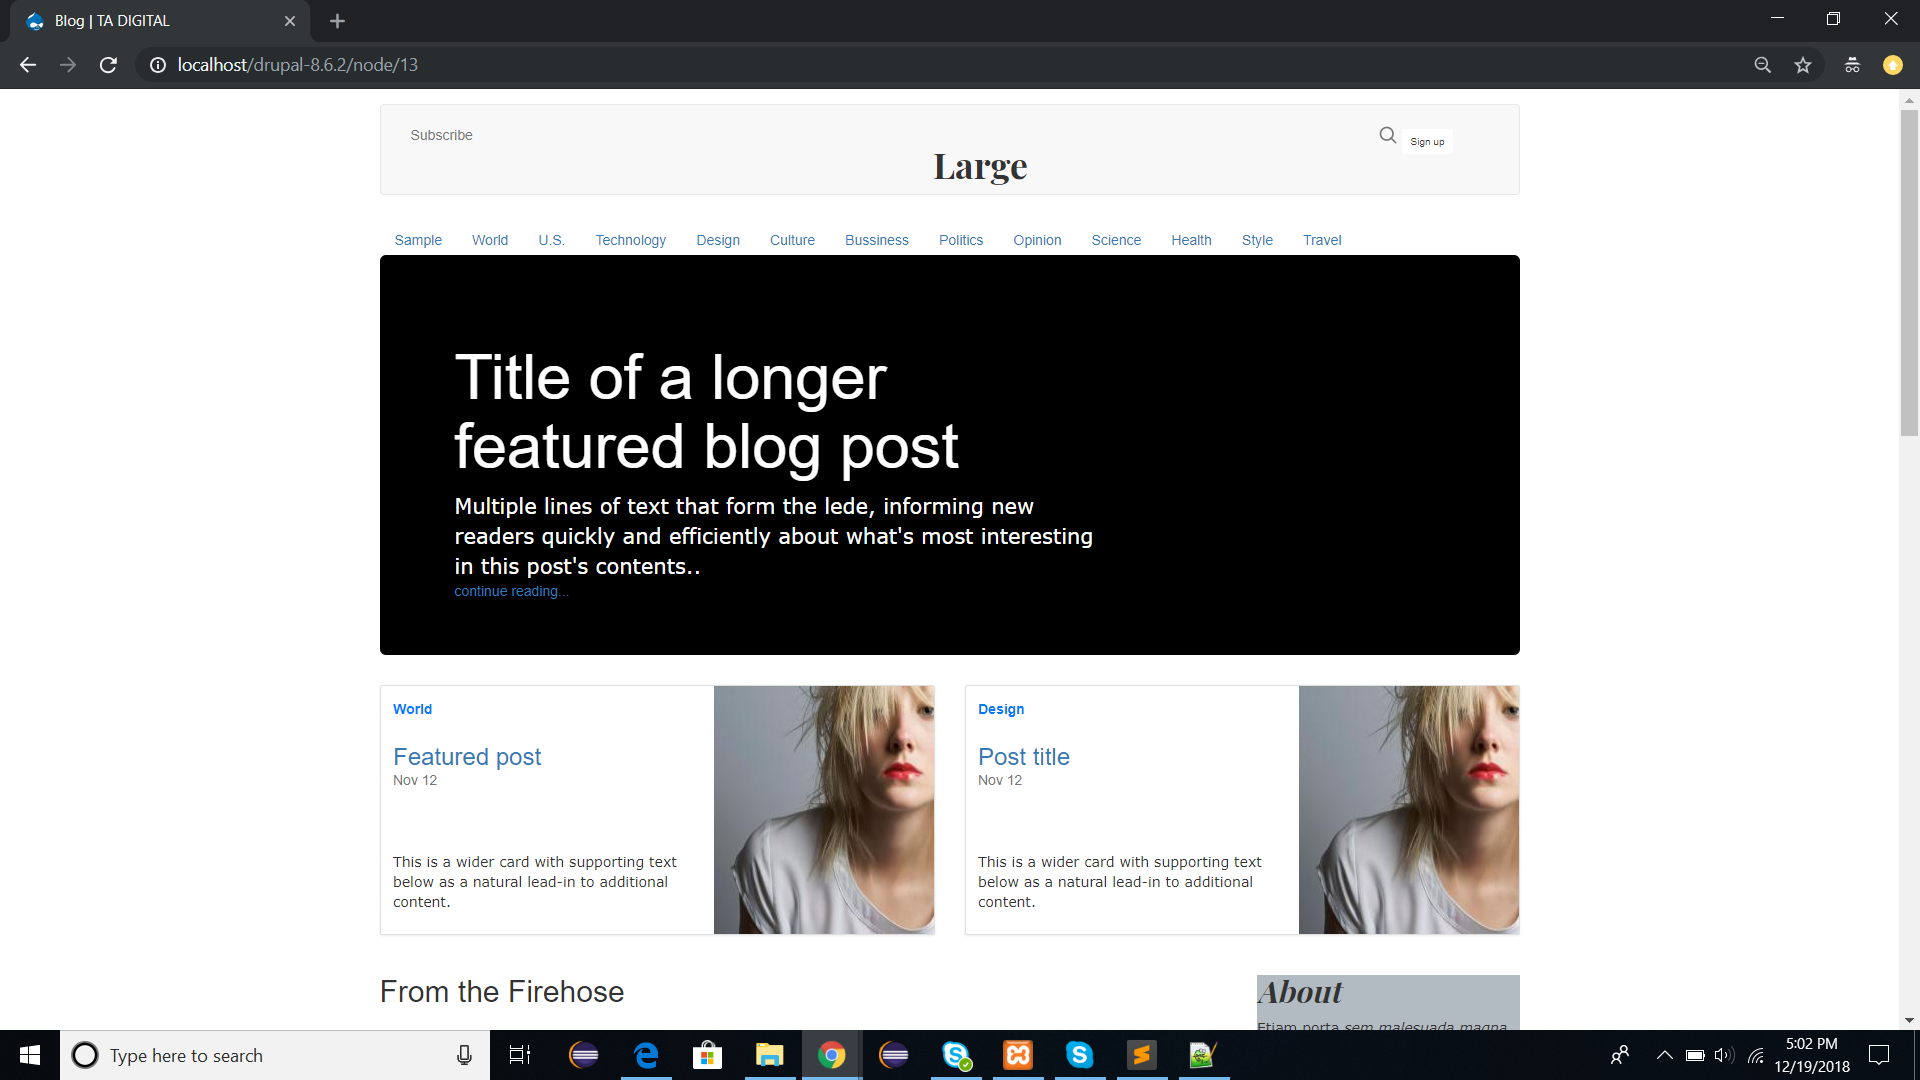 Blog | TA DIGITAL
localhost/drupal-8.6.2/node/13
Subscribe
Sign up
Large
Sample World U.S. Technology Design Culture Bussiness Politics Opinion Science Health Style Travel
Title of a longer
featured blog post
Multiple lines of text that form the lede, informing new
readers quickly and efficiently about what's most interesting
in this post's contents..
continue reading...
World
Featured post
Nov 12
This is a wider card with supporting text
below as a natural lead-in to additional
content.
Design
Post title
Nov 12
This is a wider card with supporting text
below as a natural lead-in to additional
content.
From the Firehose
About
Etiam porta sem malesuada magna
Type here to search
5:02 PM
12/19/2018